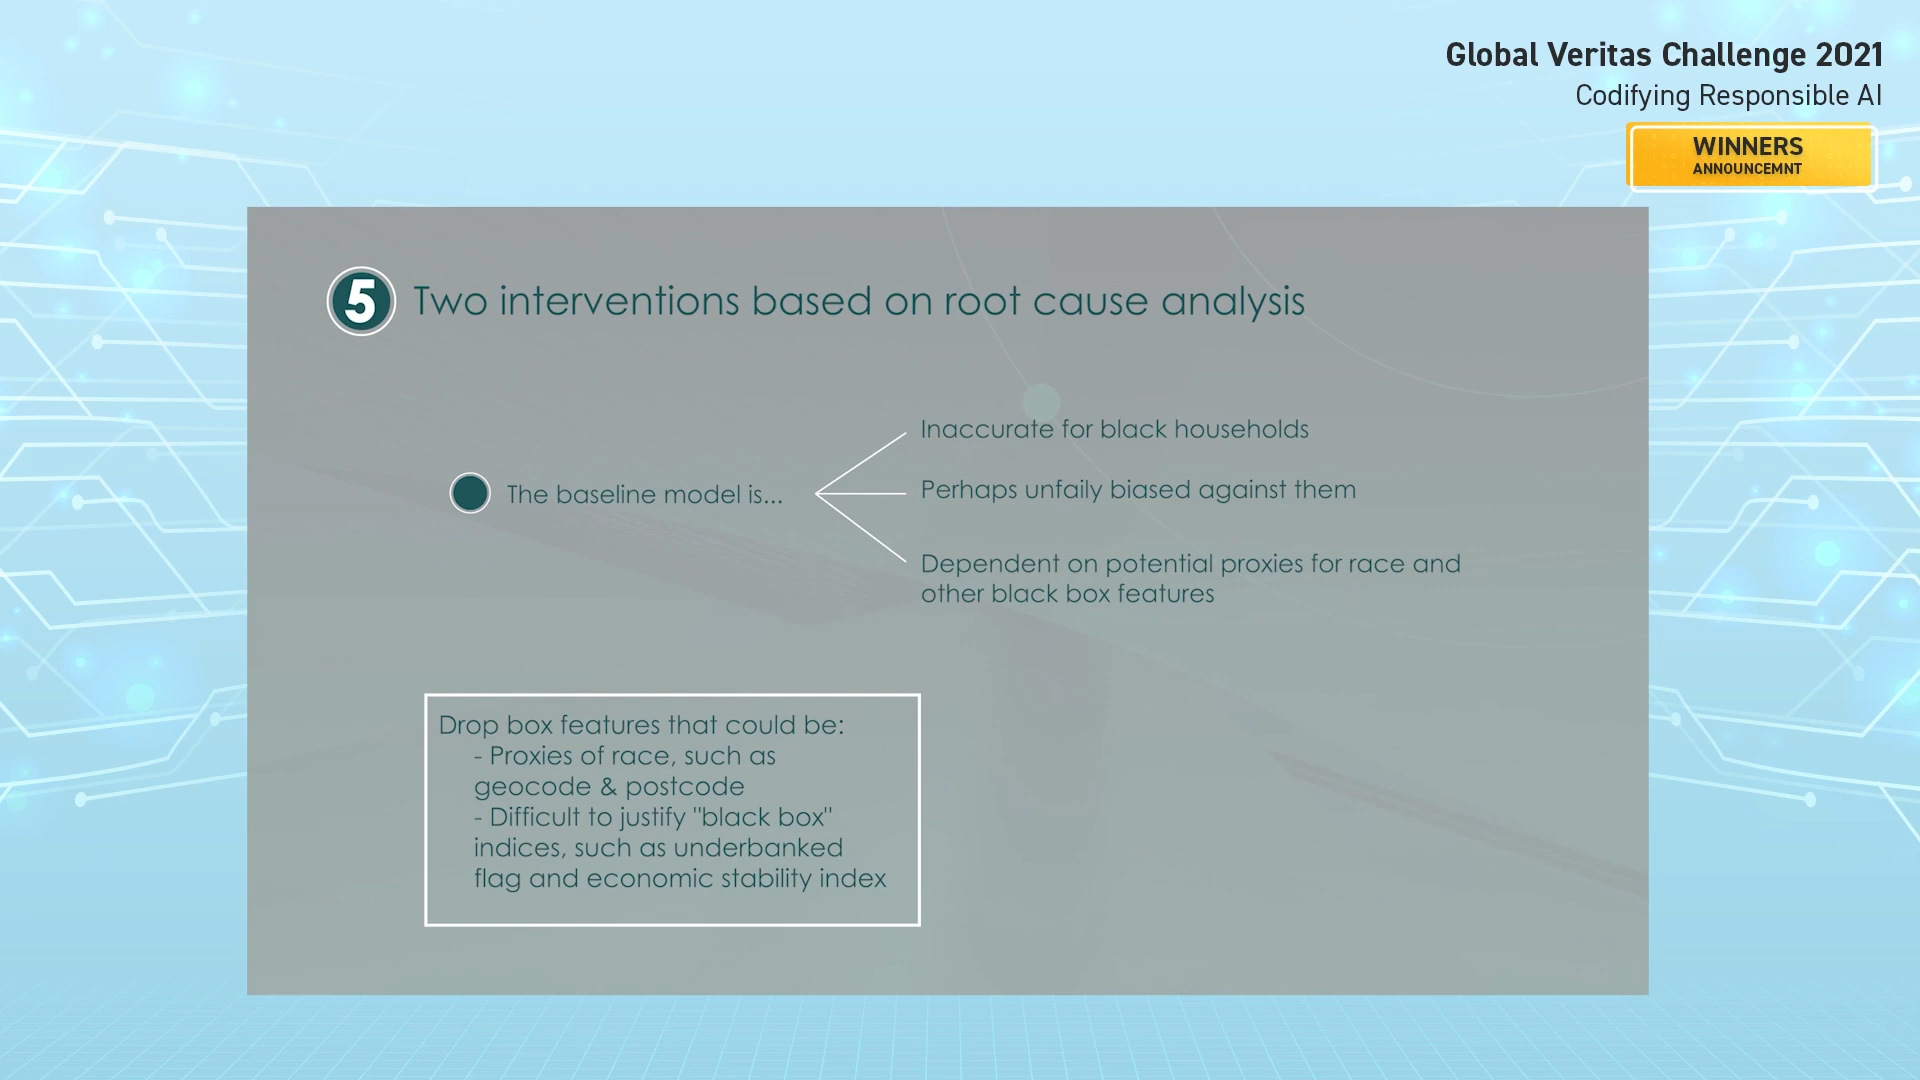 Global Veritas Challenge 2021
Codifying Responsible AI
WINNERS
ANNOUNCEMNT
5 Two interventions based on root cause analysis
The baseline model is...
Inaccurate for black households
Perhaps unfaily biased against them
Dependent on potential proxies for race and
other black box features
Drop box features that could be:
- Proxies of race, such as
geocode & postcode
- Difficult to justify "black box"
indices, such as underbanked
flag and economic stability index